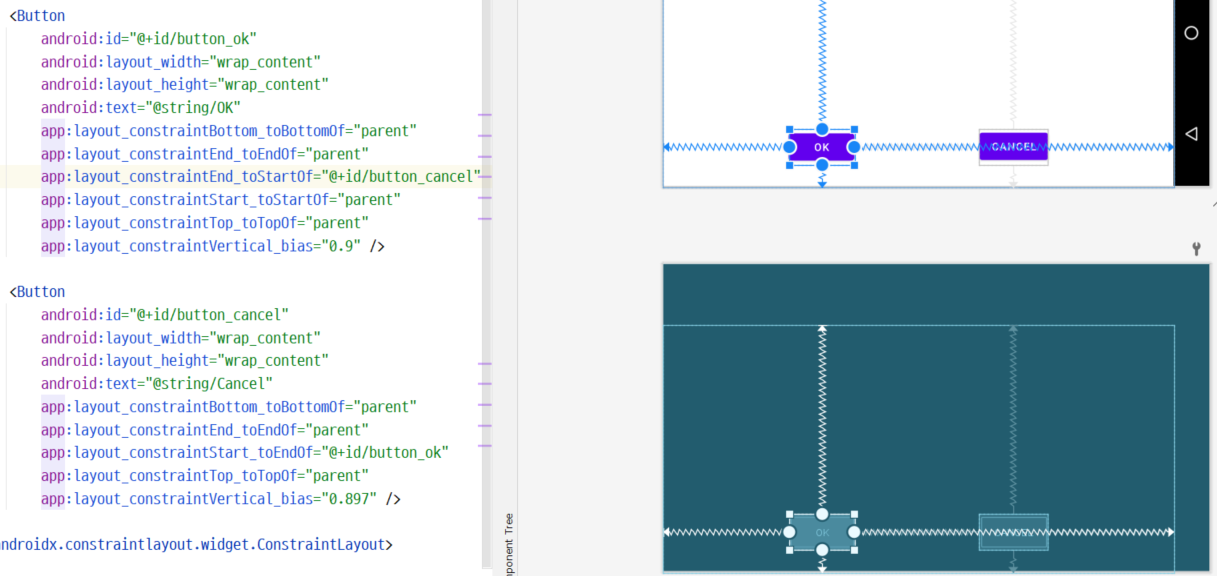 <Button
android:id="@+id/button_ok"
android:layout_width="wrap_content"
android:layout_height="wrap_content"
android:text="@string/OK"
app:layout_constraintBottom_toBottomOf="parent"
app:layout_constraintEnd_toEndOf="parent"
app:layout_constraintEnd_toStartOf="@+id/button_cancel"
app:layout_constraintStart_toStartOf="parent"
app:layout_constraintTop_toTopOf="parent"
app:layout_constraintVertical_bias="0.9" />
<Button
android:id="@+id/button_cancel"
android:layout_width="wrap_content"
android:layout_height="wrap_content"
android:text="@string/Cancel"
app:layout_constraintBottom_toBottomOf="parent"
app:layout_constraintEnd_toEndOf="parent"
app:layout_constraintStart_toEndOf="@+id/button_ok"
app:layout_constraintTop_toTopOf="parent"
app:layout_constraintVertical_bias="0.897" />
ndroidx.constraintlayout.widget.ConstraintLayout>
ponent Tree
OK
CANCEL
OK
CANCEL